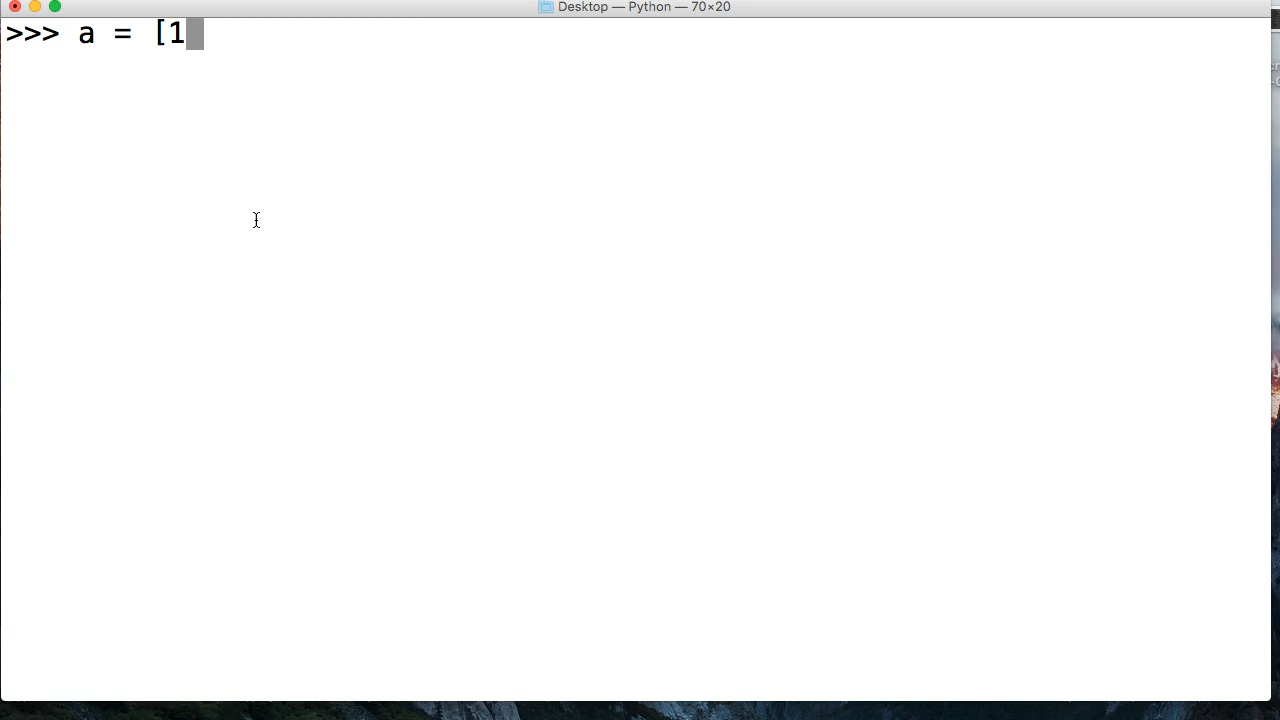 Desktop — Python — 70×20
>>> a = [1